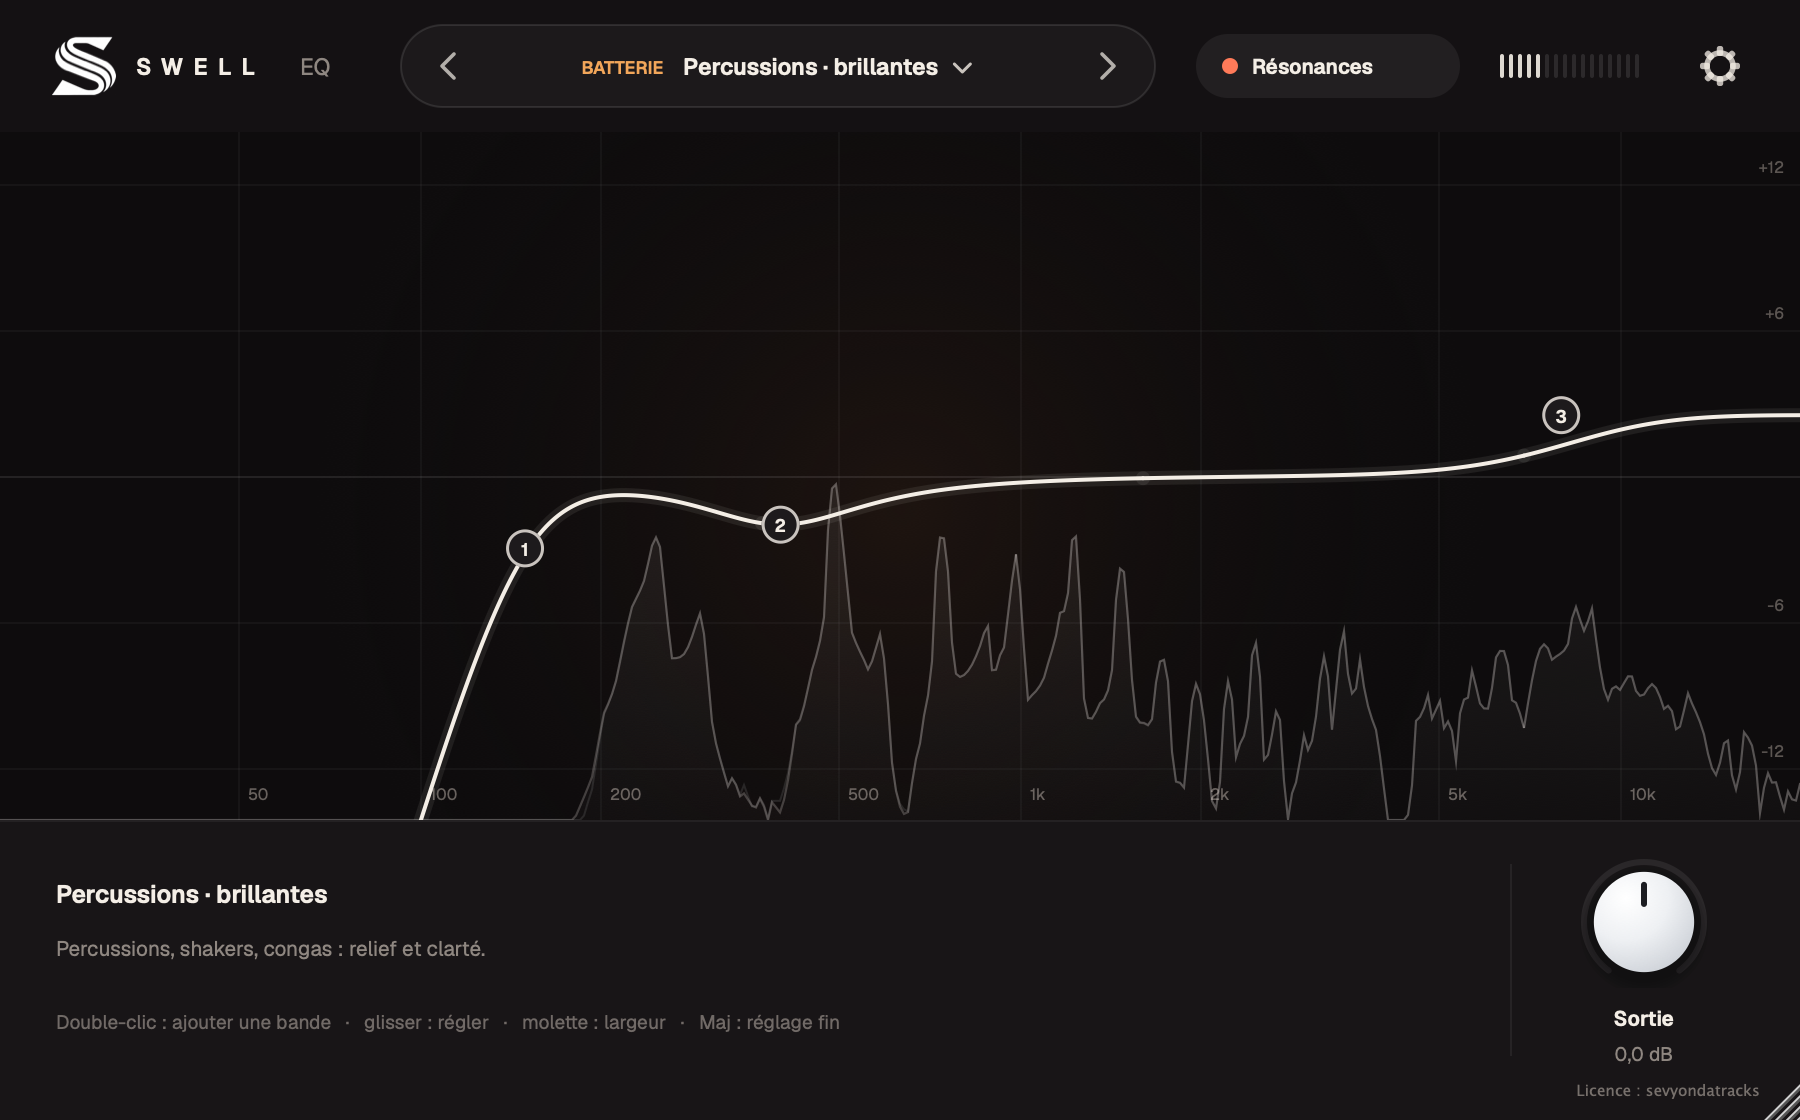 SWELL EQ
BATTERIE Percussions · brillantes
Résonances
+12
+6
3
2
1
-6
-12
50 100 200 500 1k 2k 5k 10k
Percussions · brillantes
Percussions, shakers, congas : relief et clarté.
Double-clic : ajouter une bande · glisser : régler · molette : largeur · Maj : réglage fin
Sortie
0,0 dB
Licence : sevyondatracks